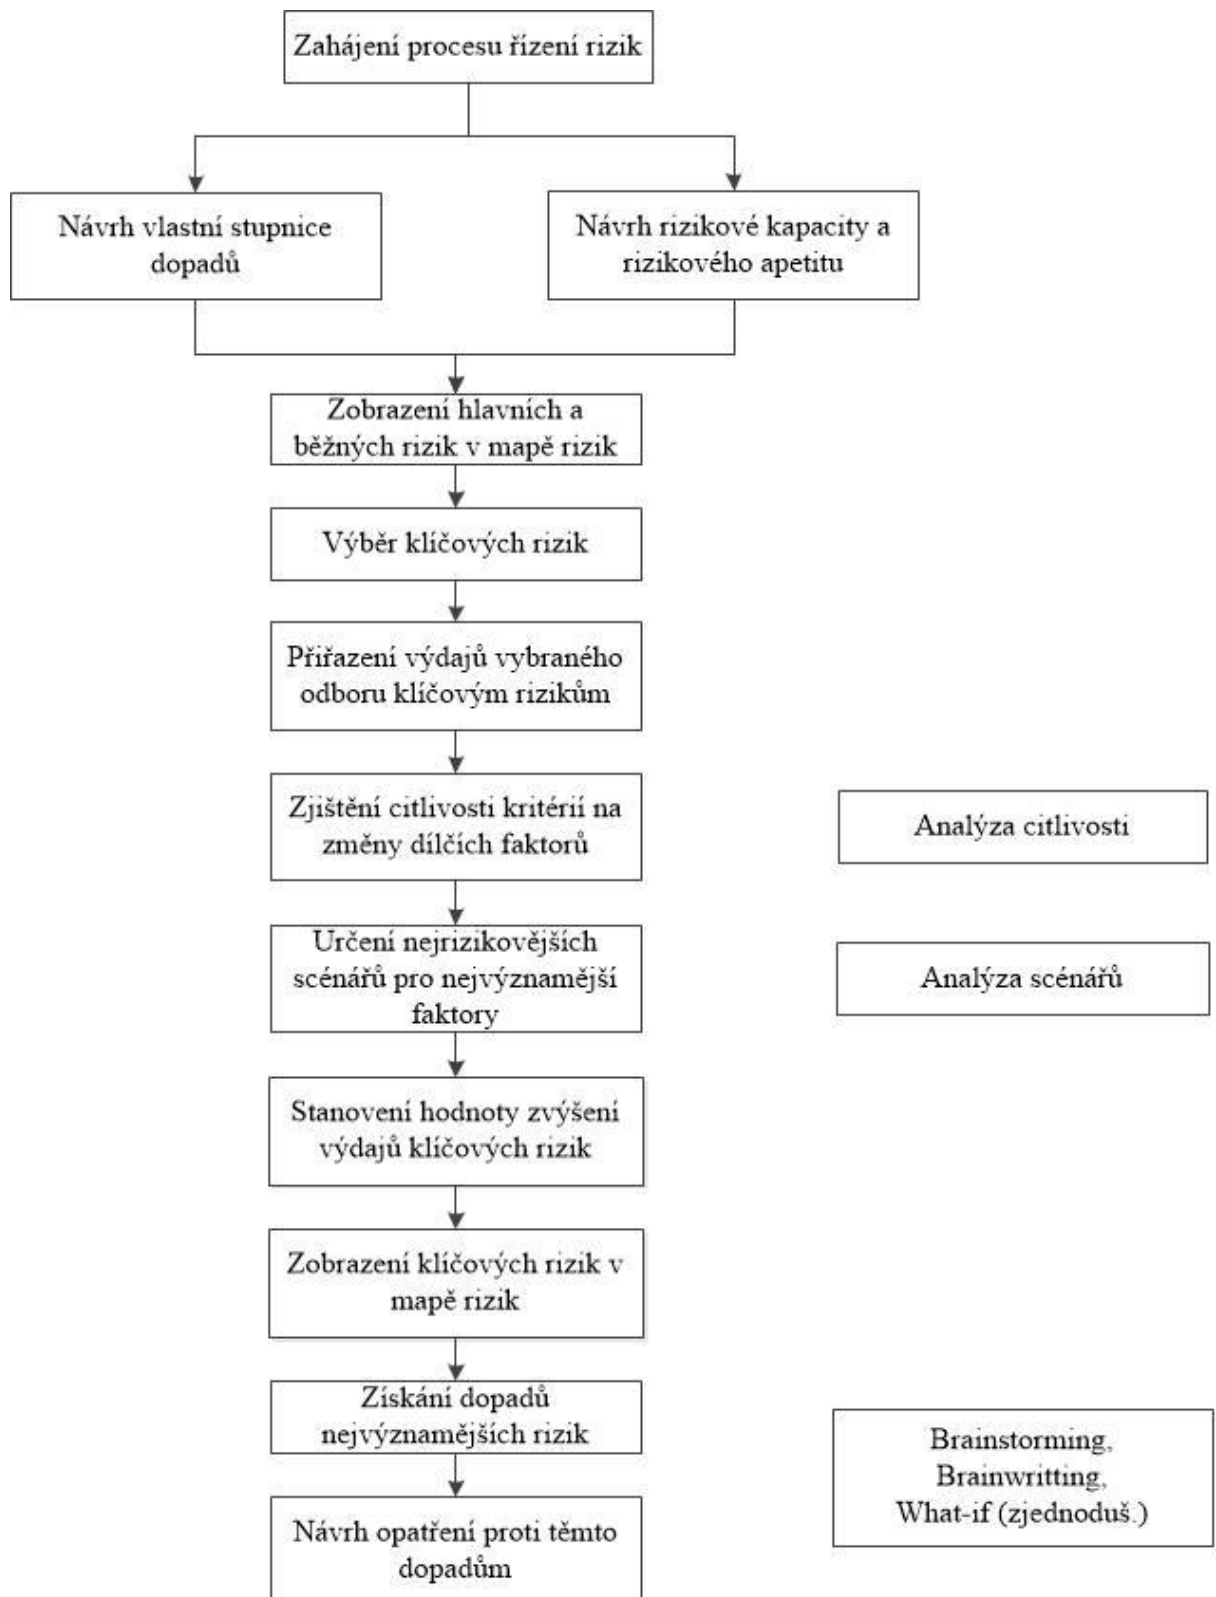 Zahájení procesu řízení rizik
Návrh vlastní stupnice
dopadů
Návrh rizikové kapacity a
rizikového apetitu
Zobrazení hlavních a
běžných rizik v mapě rizik
Výběr klíčových rizik
Přiřazení výdajů vybraného
odboru klíčovým rizikům
Zjištění citlivosti kritérií na
změny dílčích faktorů
Analýza citlivosti
Určení nejrizikovějších
scénářů pro nejvýznamější
faktory
Analýza scénářů
Stanovení hodnoty zvýšení
výdajů klíčových rizik
Zobrazení klíčových rizik v
mapě rizik
Získání dopadů
nejvýznamějších rizik
Brainstorming,
Brainwritting,
What-if (zjednoduš.)
Návrh opatření proti těmto
dopadům